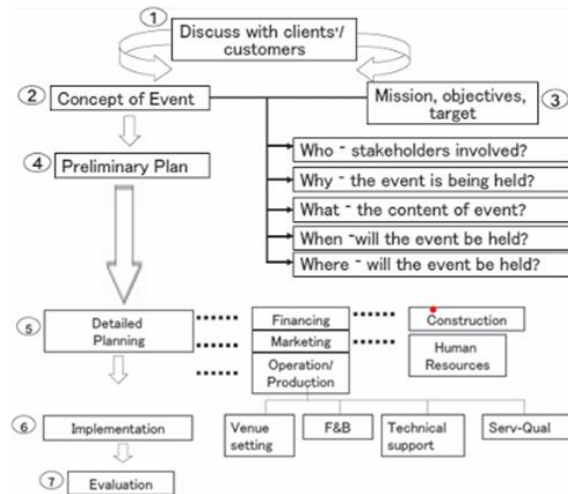 1
Discuss with clients'/
customers
2
Concept of Event
Mission, objectives,
target
3
Who - stakeholders involved?
4
Preliminary Plan
Why - the event is being held?
What - the content of event?
When -will the event be held?
Where - will the event be held?
5
Detailed
Planning
Financing
Construction
Marketing
Human
Resources
Operation/
Production
6
Implementation
Venue
setting
F&B
Technical
support
Serv-Qual
7
Evaluation